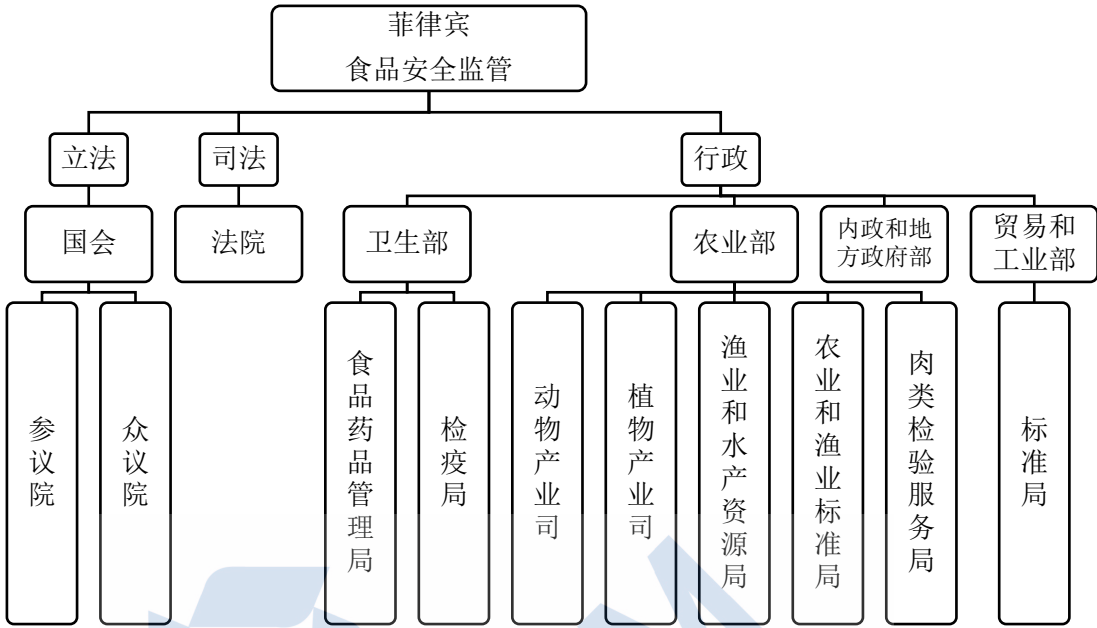 菲律宾
食品安全监管
立法
司法
行政
国会
法院
卫生部
农业部
内政和地
方政府部
贸易和
工业部
参议院
众议院
食品药品管理局
检疫局
动物产业司
植物产业司
渔业和水产资源局
农业和渔业标准局
肉类检验服务局
标准局